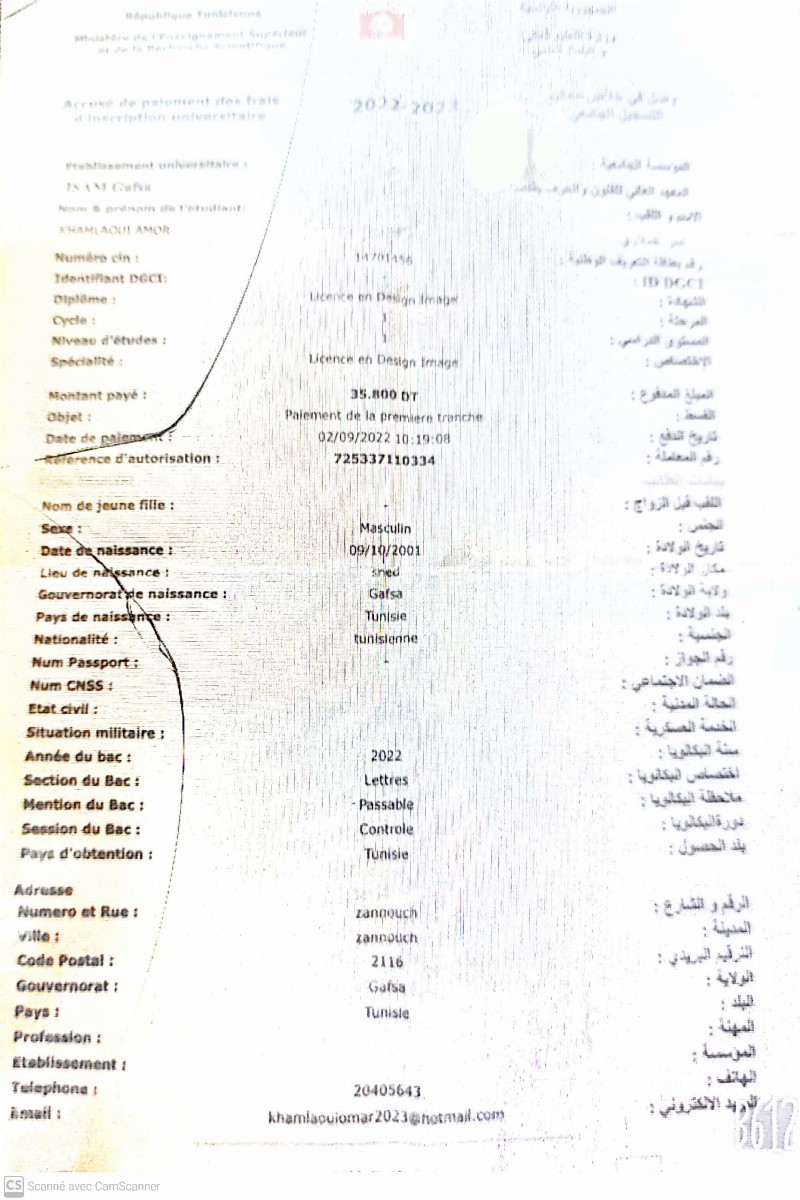 République Tunisienne الجمهورية التونسية
Ministère de l'Enseignement Supérieur وزارة التعليم العالي
et de la Recherche Scientifique
Accusé de paiement des frais 2022-2023 وصل في خلاص معاليم
d'inscription universitaire التسجيل الجامعي
Etablissement universitaire : المؤسسة الجامعية
ISAM Gafsa المعهد العالي للفنون و الحرف بقفصة
Nom & prénom de l'étudiant: الاسم و اللقب :
KHAMLAOUI AMOR
Numéro cin : 14701456 رقم بطاقة التعريف الوطنية :
Identifiant DGCI: - ID DGCI :
Diplôme : Licence en Design Image الشهادة :
Cycle : 1 المرحلة :
Niveau d'études : 1 المستوى الدراسي :
Spécialité : Licence en Design Image الاختصاص :
Montant payé : 35.800 DT المبلغ المدفوع :
Objet : Paiement de la première tranche القسط :
Date de paiement : 02/09/2022 10:19:08 تاريخ الدفع :
Référence d'autorisation : 725337110334 رقم المعاملة :
Nom de jeune fille : - اللقب قبل الزواج :
Sexe : Masculin الجنس :
Date de naissance : 09/10/2001 تاريخ الولادة :
Lieu de naissance : sned مكان الولادة :
Gouvernorat de naissance : Gafsa ولاية الولادة :
Pays de naissance : Tunisie بلد الولادة :
Nationalité : tunisienne الجنسية :
Num Passport : - رقم الجواز :
Num CNSS : الضمان الاجتماعي :
Etat civil : الحالة المدنية :
Situation militaire : الخدمة العسكرية :
Année du bac : 2022 سنة البكالوريا :
Section du Bac : Lettres اختصاص البكالوريا :
Mention du Bac : Passable ملاحظة البكالوريا :
Session du Bac : Controle دورة البكالوريا :
Pays d'obtention : Tunisie بلد الحصول :
Adresse
Numero et Rue : zannouch الرقم و الشارع :
Ville : zannouch المدينة :
Code Postal : 2116 الترقيم البريدي :
Gouvernorat : Gafsa الولاية :
Pays : Tunisie البلد :
Profession : المهنة :
Etablissement : المؤسسة :
Telephone : 20405643 الهاتف :
Email : khamlaouiomar2023@hotmail.com البريد الالكتروني :
B612
CS Scanné avec CamScanner